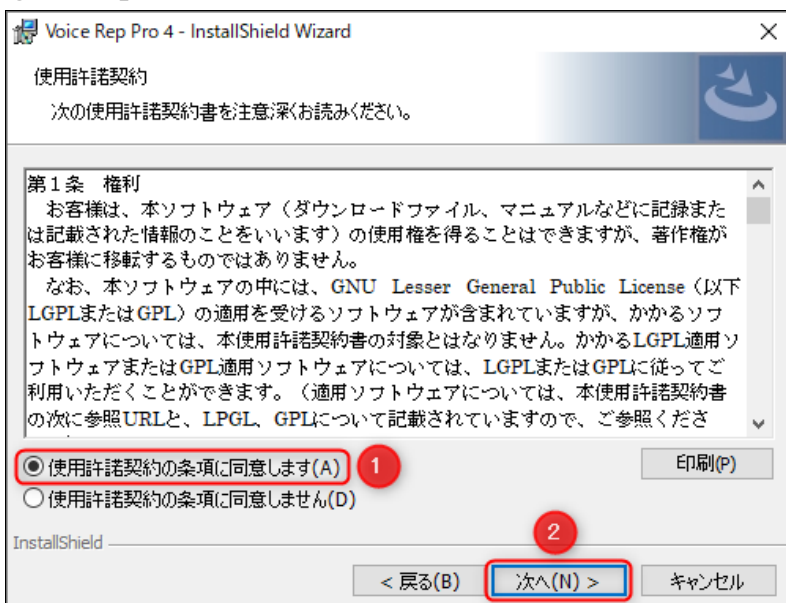 Voice Rep Pro 4 - InstallShield Wizard
使用許諾契約
次の使用許諾契約書を注意深くお読みください。
第1条　権利
お客様は、本ソフトウェア（ダウンロードファイル、マニュアルなどに記録また
は記載された情報のことをいいます）の使用権を得ることはできますが、著作権が
お客様に移転するものではありません。
なお、本ソフトウェアの中には、GNU Lesser General Public License（以下
LGPLまたはGPL）の適用を受けるソフトウェアが含まれていますが、かかるソフ
トウェアについては、本使用許諾契約書の対象とはなりません。かかるLGPL適用ソ
フトウェアまたはGPL適用ソフトウェアについては、LGPLまたはGPLに従ってご
利用いただくことができます。（適用ソフトウエアについては、本使用許諾契約書
の次に参照URLと、LPGL、GPLについて記載されていますので、ご参照くださ
使用許諾契約の条項に同意します(A)
1
印刷(P)
使用許諾契約の条項に同意しません(D)
2
InstallShield
< 戻る(B)
次へ(N) >
キャンセル